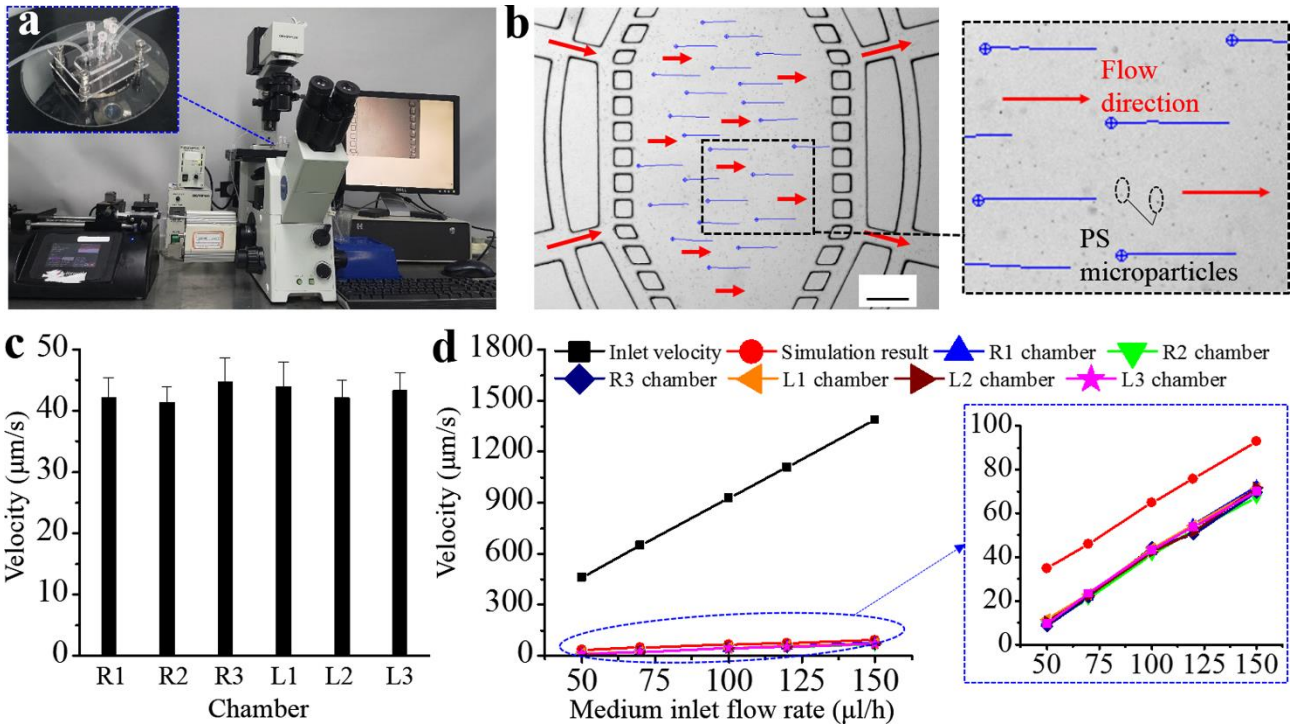 a
b
Flow
direction
PS
microparticles
c
Velocity (μm/s)
50
40
30
20
10
0
R1 R2 R3 L1 L2 L3
Chamber
d
Inlet velocity Simulation result R1 chamber R2 chamber
R3 chamber L1 chamber L2 chamber L3 chamber
Velocity (μm/s)
1800
1500
1200
900
600
300
0
50 75 100 125 150
Medium inlet flow rate (μl/h)
100
80
60
40
20
0
50 75 100 125 150